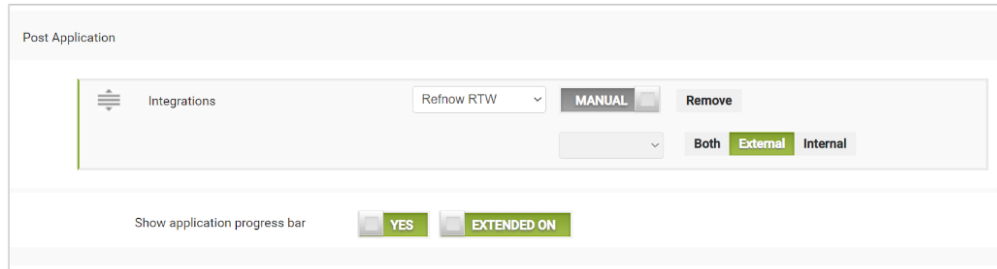 Post Application
Integrations Refnow RTW MANUAL Remove
Both External Internal
Show application progress bar YES EXTENDED ON